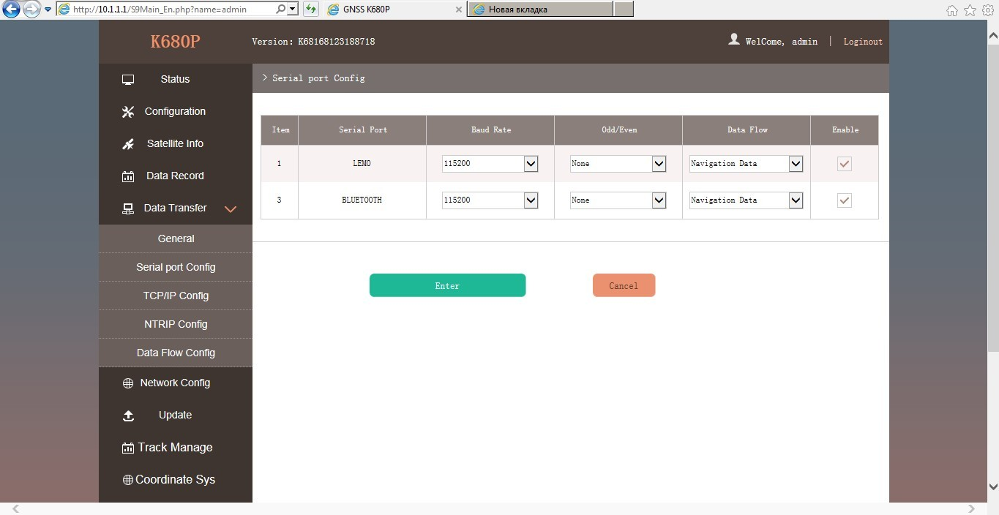 http://10.1.1.1/S9Main_En.php?name=admin
GNSS K680P
Новая вкладка
K680P
Version: K68168123188718
WelCome, admin | Loginout
Status
Configuration
Satellite Info
Data Record
Data Transfer
General
Serial port Config
TCP/IP Config
NTRIP Config
Data Flow Config
Network Config
Update
Track Manage
Coordinate Sys
> Serial port Config
Item Serial Port Baud Rate Odd/Even Data Flow Enable
1 LEMO 115200 None Navigation Data
3 BLUETOOTH 115200 None Navigation Data
Enter Cancel